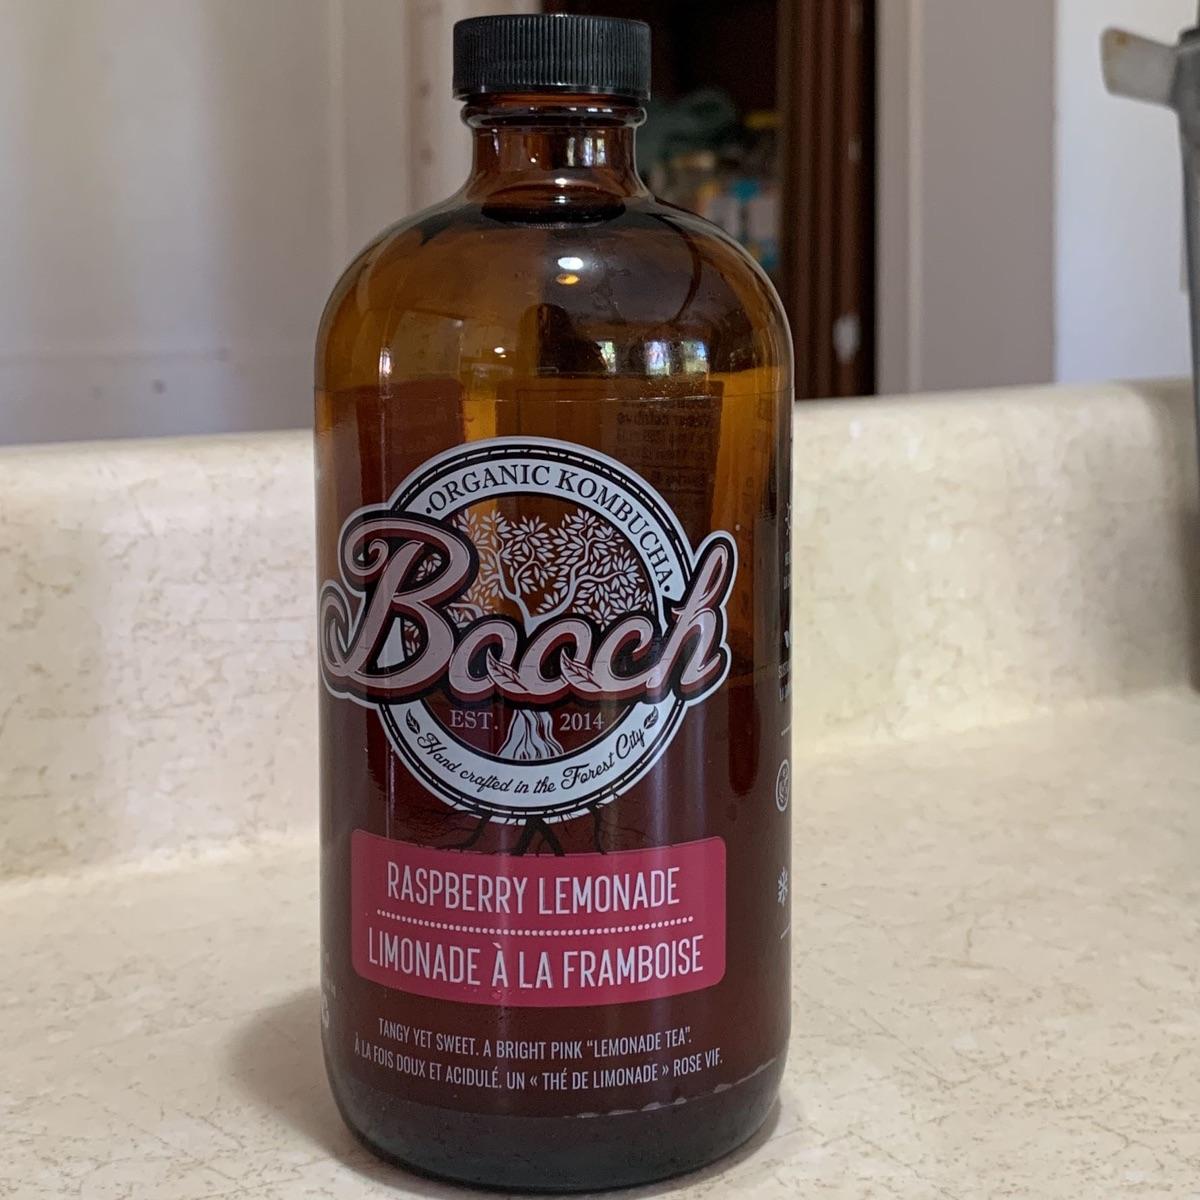 ORGANIC KOMBUCHA
Booch
EST. 2014
Hand crafted in the Forest City
RASPBERRY LEMONADE
LIMONADE À LA FRAMBOISE
TANGY YET SWEET. A BRIGHT PINK "LEMONADE TEA".
À LA FOIS DOUX ET ACIDULÉ. UN « THÉ DE LIMONADE » ROSE VIF.